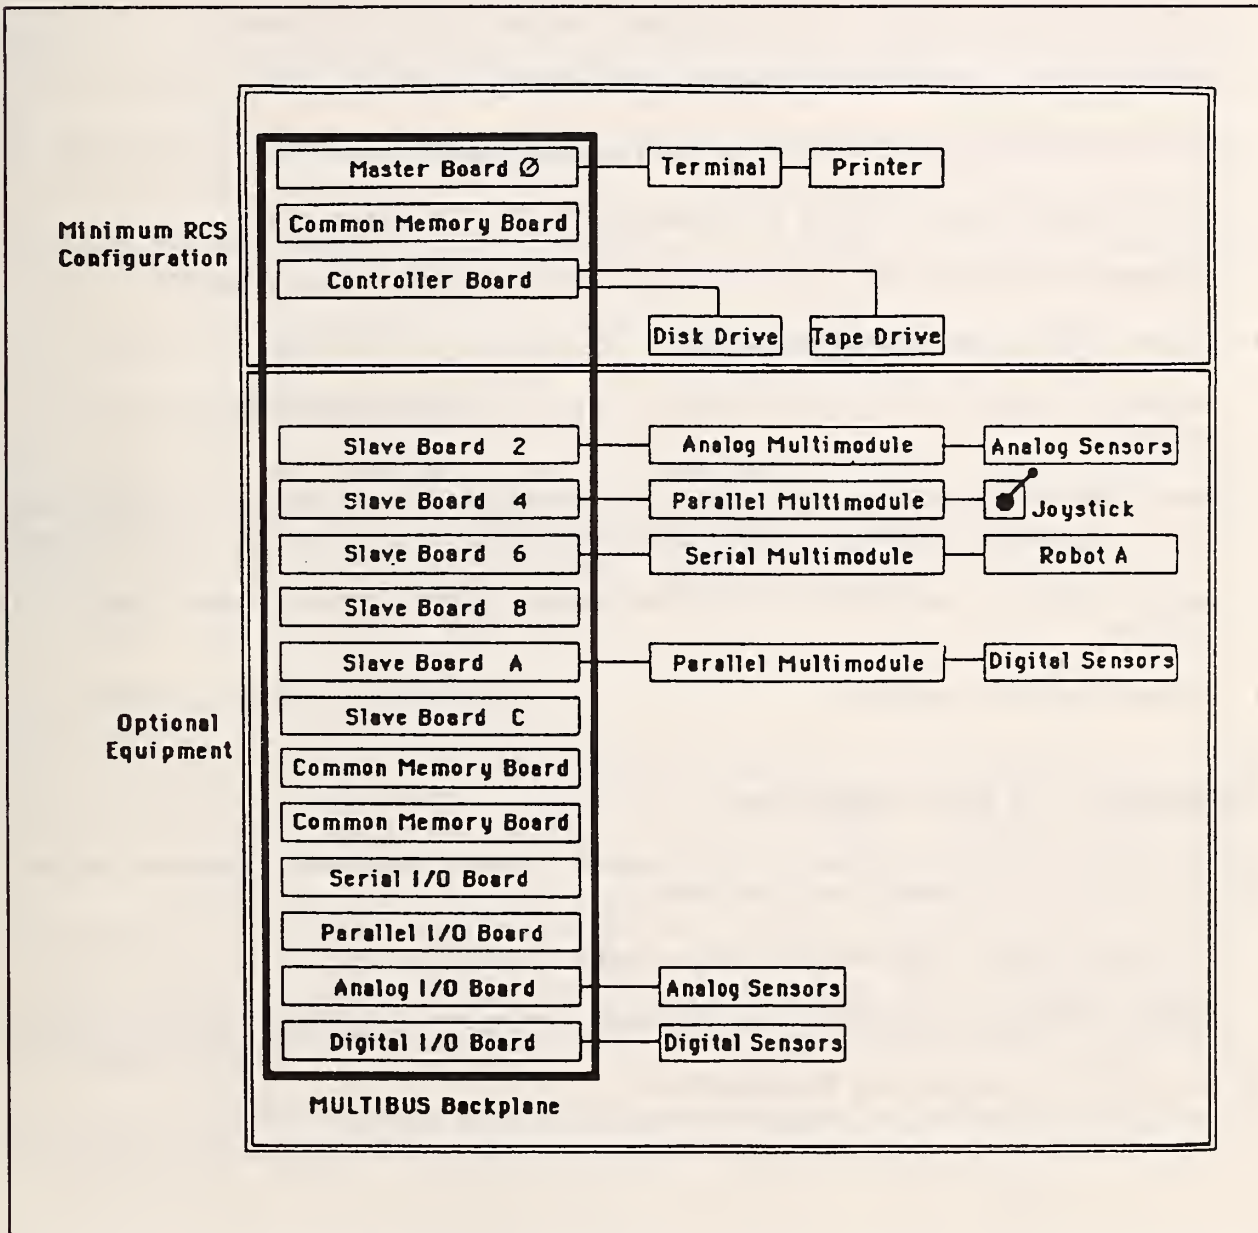 Master Board Ø
Terminal
Printer
Common Memory Board
Minimum RCS
Configuration
Controller Board
Disk Drive
Tape Drive
Slave Board 2
Analog Multimodule
Analog Sensors
Slave Board 4
Parallel Multimodule
Joystick
Slave Board 6
Serial Multimodule
Robot A
Slave Board 8
Slave Board A
Parallel Multimodule
Digital Sensors
Slave Board C
Optional
Equipment
Common Memory Board
Common Memory Board
Serial I/O Board
Parallel I/O Board
Analog I/O Board
Analog Sensors
Digital I/O Board
Digital Sensors
MULTIBUS Backplane